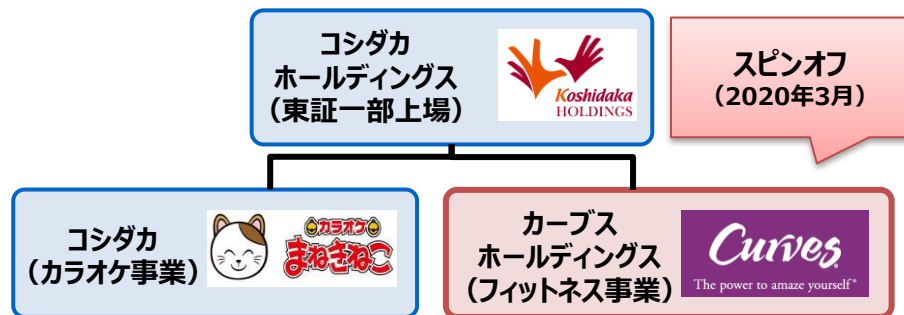 コシダカ
ホールディングス
（東証一部上場）
Koshidaka
HOLDINGS
スピンオフ
（2020年3月）
コシダカ
（カラオケ事業）
カラオケ
まねきねこ
カーブス
ホールディングス
（フィットネス事業）
Curves
The power to amaze yourself®